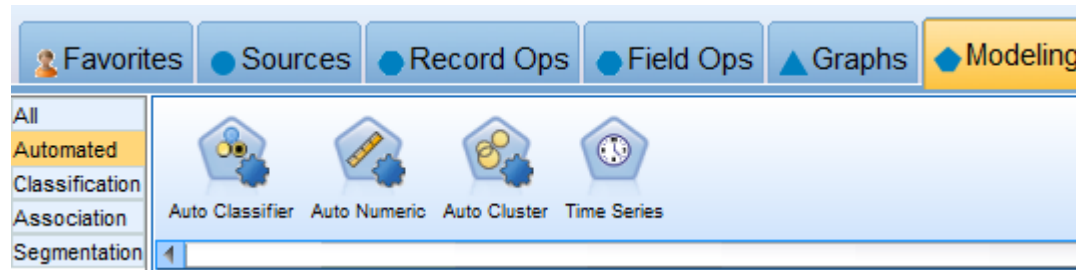 Favorites Sources Record Ops Field Ops Graphs Modeling
All
Automated
Classification
Association
Segmentation
Auto Classifier Auto Numeric Auto Cluster Time Series